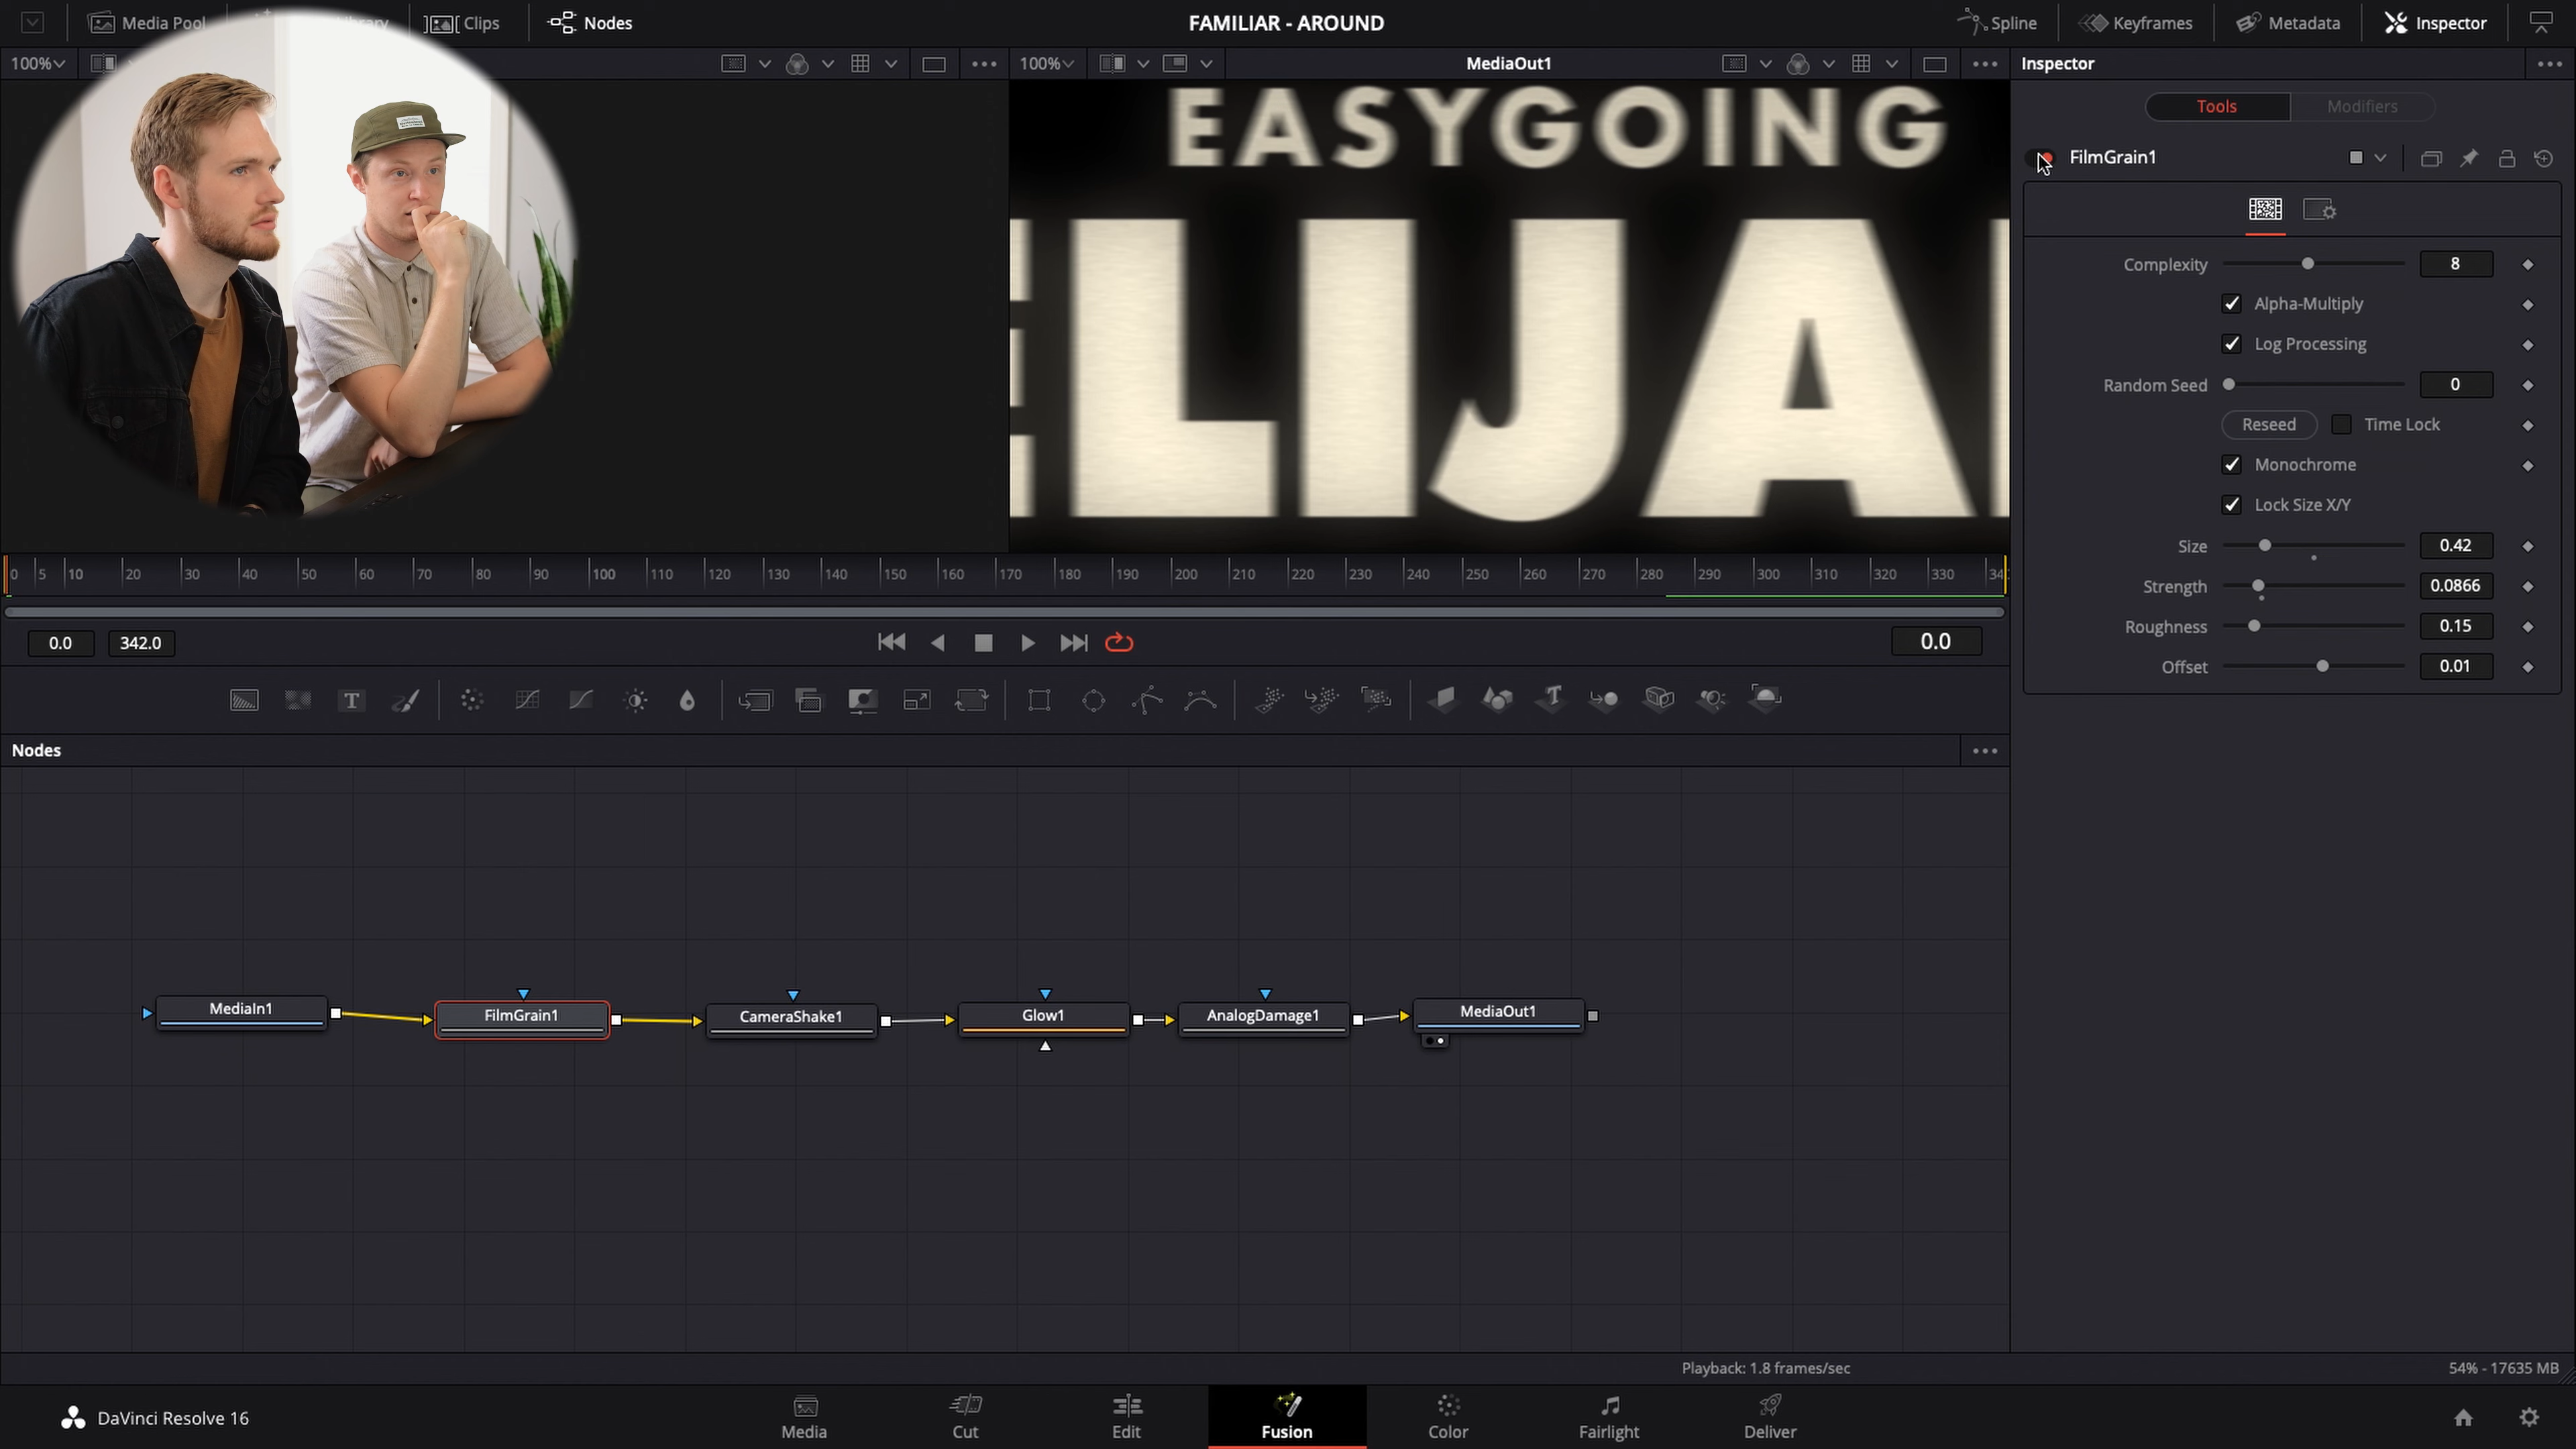 Media Pool
Clips
Nodes
FAMILIAR - AROUND
Spline
Keyframes
Metadata
Inspector
100%
100%
MediaOut1
Inspector
EASYGOING
ELIJA
Tools
Modifiers
FilmGrain1
Complexity 8
Alpha-Multiply
Log Processing
Random Seed 0
Reseed Time Lock
Monochrome
Lock Size X/Y
Size 0.42
Strength 0.0866
Roughness 0.15
Offset 0.01
0 5 10 20 30 40 50 60 70 80 90 100 110 120 130 140 150 160 170 180 190 200 210 220 230 240 250 260 270 280 290 300 310 320 330
0.0 342.0
0.0
T
T
Nodes
MediaIn1
FilmGrain1
CameraShake1
Glow1
AnalogDamage1
MediaOut1
Playback: 1.8 frames/sec
54% - 17635 MB
DaVinci Resolve 16
Media
Cut
Edit
Fusion
Color
Fairlight
Deliver